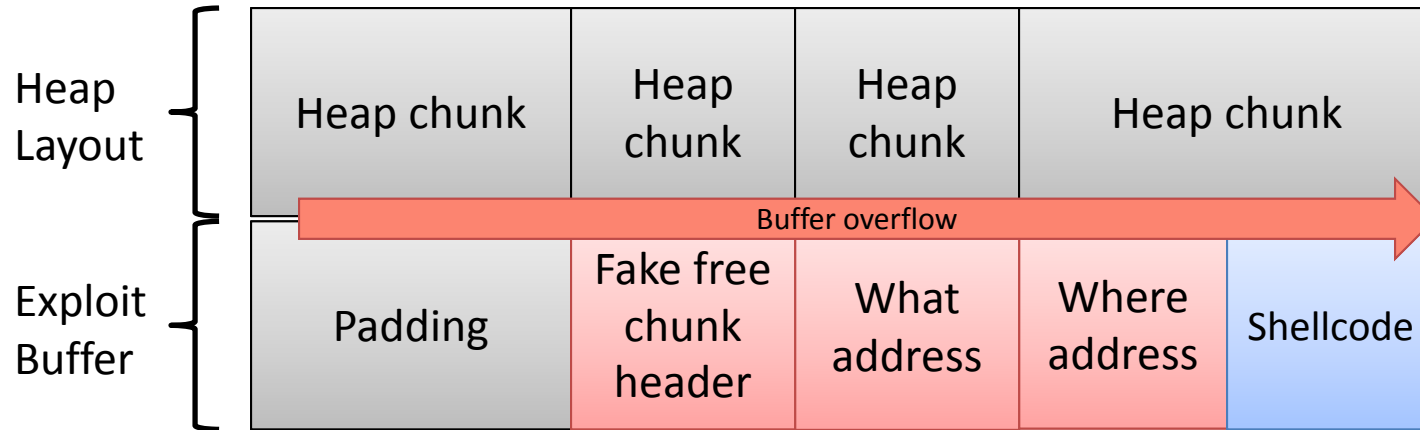 Heap
Layout
Heap chunk
Heap
chunk
Heap
chunk
Heap chunk
Buffer overflow
Exploit
Buffer
Padding
Fake free
chunk
header
What
address
Where
address
Shellcode